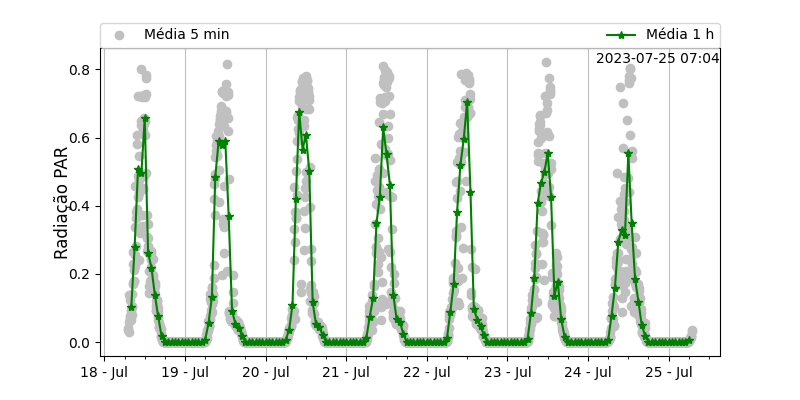 Média 5 min
Média 1 h
2023-07-25 07:04
Radiação PAR
0.8
0.6
0.4
0.2
0.0
18 - Jul
19 - Jul
20 - Jul
21 - Jul
22 - Jul
23 - Jul
24 - Jul
25 - Jul